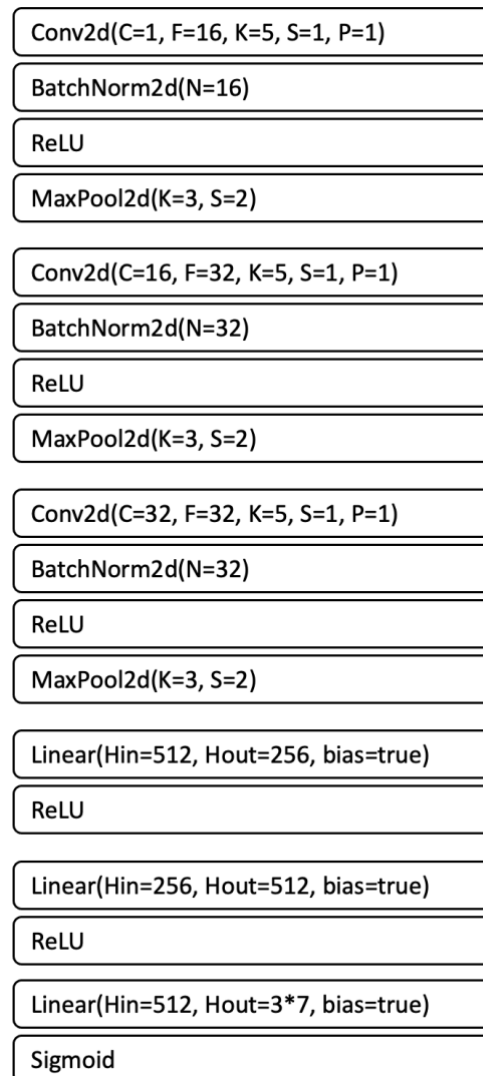 Conv2d(C=1, F=16, K=5, S=1, P=1)
BatchNorm2d(N=16)
ReLU
MaxPool2d(K=3, S=2)
Conv2d(C=16, F=32, K=5, S=1, P=1)
BatchNorm2d(N=32)
ReLU
MaxPool2d(K=3, S=2)
Conv2d(C=32, F=32, K=5, S=1, P=1)
BatchNorm2d(N=32)
ReLU
MaxPool2d(K=3, S=2)
Linear(Hin=512, Hout=256, bias=true)
ReLU
Linear(Hin=256, Hout=512, bias=true)
ReLU
Linear(Hin=512, Hout=3*7, bias=true)
Sigmoid